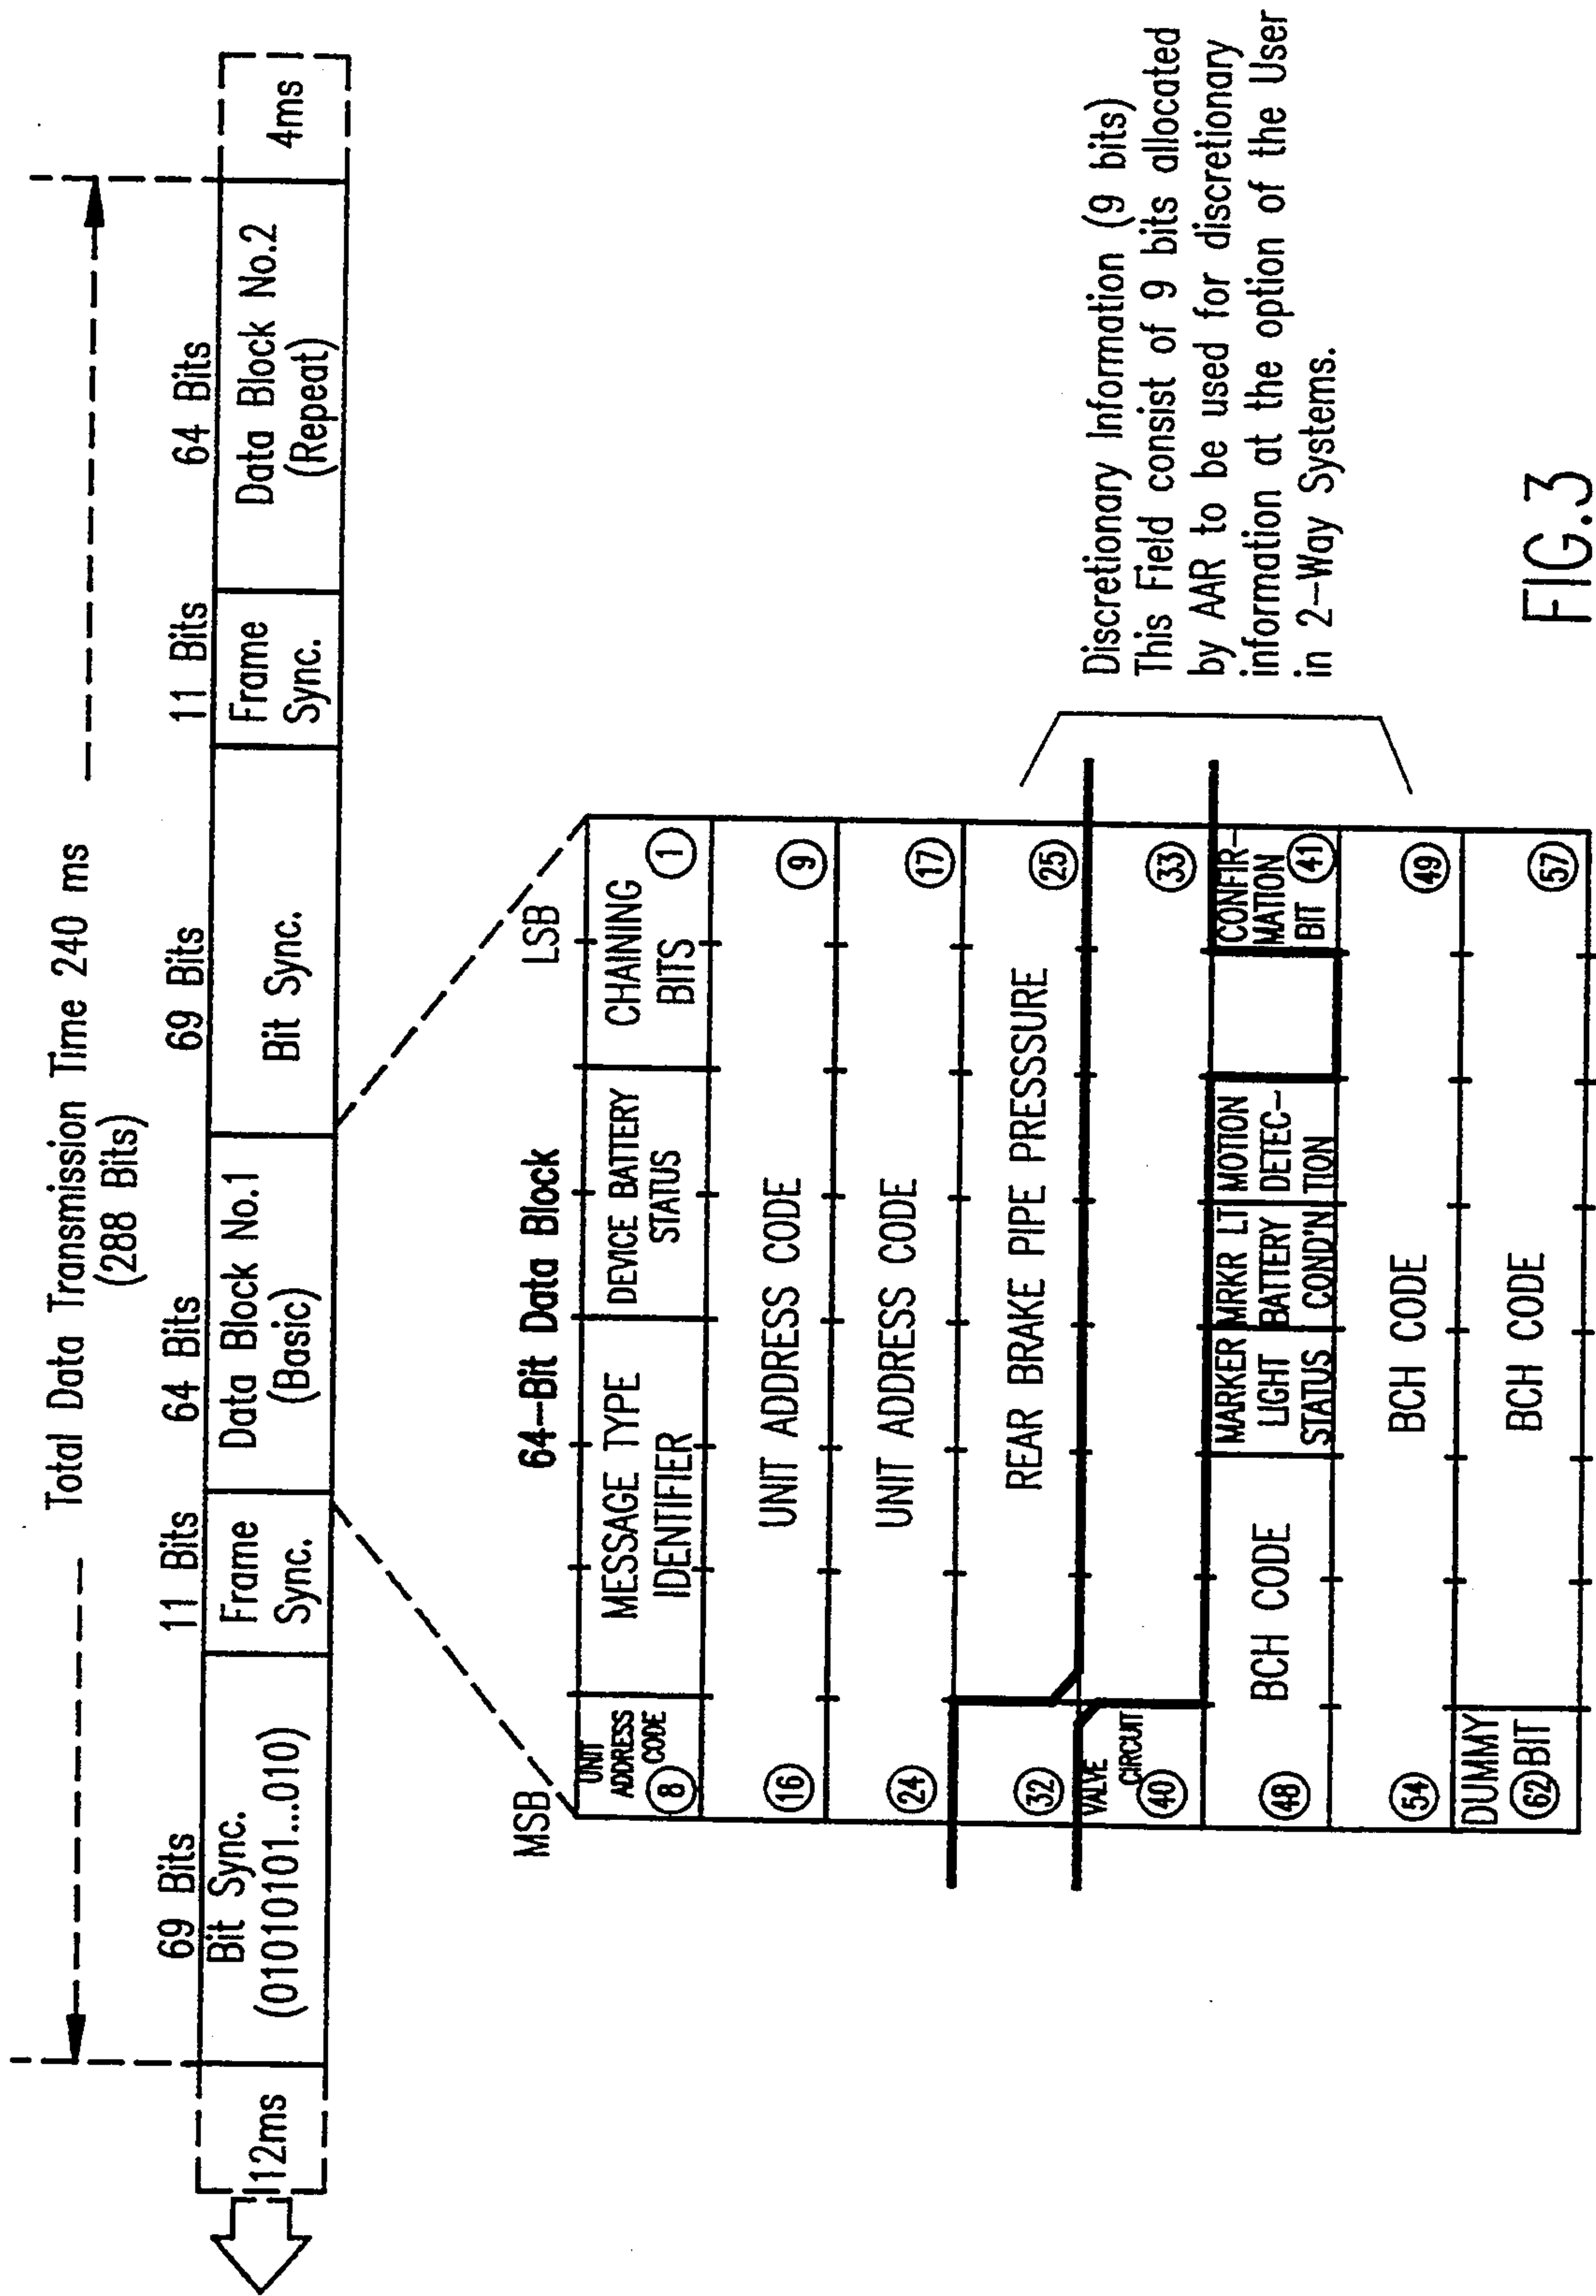 Total Data Transmission Time 240 ms
(288 Bits)
69 Bits
11 Bits
64 Bits
69 Bits
11 Bits
64 Bits
12ms
Bit Sync.
(010101...010)
Frame
Sync.
Data Block No.1
(Basic)
Bit Sync.
Frame
Sync.
Data Block No.2
(Repeat)
4ms
64-Bit Data Block
MSB
LSB
UNIT
ADDRESS
CODE
8
MESSAGE TYPE
IDENTIFIER
DEVICE BATTERY
STATUS
CHAINING
BITS
1
16
UNIT ADDRESS CODE
9
24
UNIT ADDRESS CODE
17
32
REAR BRAKE PIPE PRESSSURE
25
VALVE
CIRCUIT
40
33
48
BCH CODE
MARKER
LIGHT
STATUS
MRKR LT
BATTERY
COND'N
MOTION
DETEC-
TION
CONFIR-
MATION
BIT
41
54
BCH CODE
49
DUMMY
BIT
62
BCH CODE
57
Discretionary Information (9 bits)
This Field consist of 9 bits allocated
by AAR to be used for discretionary
information at the option of the User
in 2-Way Systems.
FIG.3